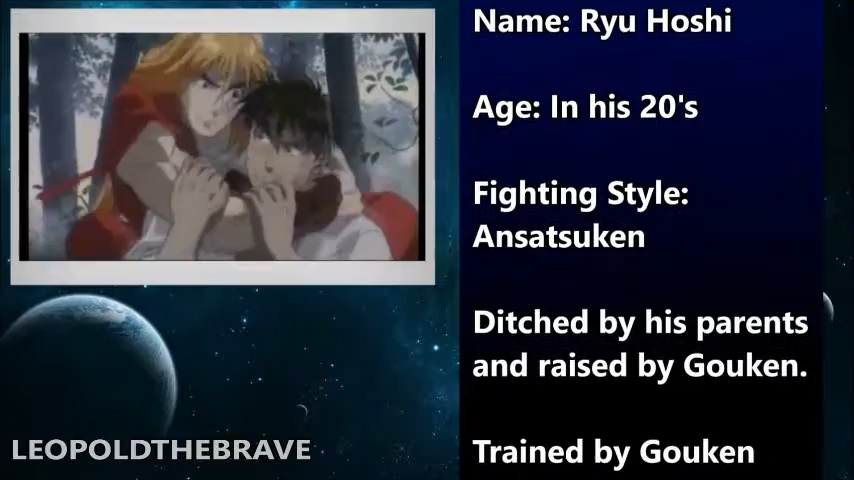 Name: Ryu Hoshi
Age: In his 20's
Fighting Style:
Ansatsuken
Ditched by his parents
and raised by Gouken.
Trained by Gouken
LEOPOLDTHEBRAVE